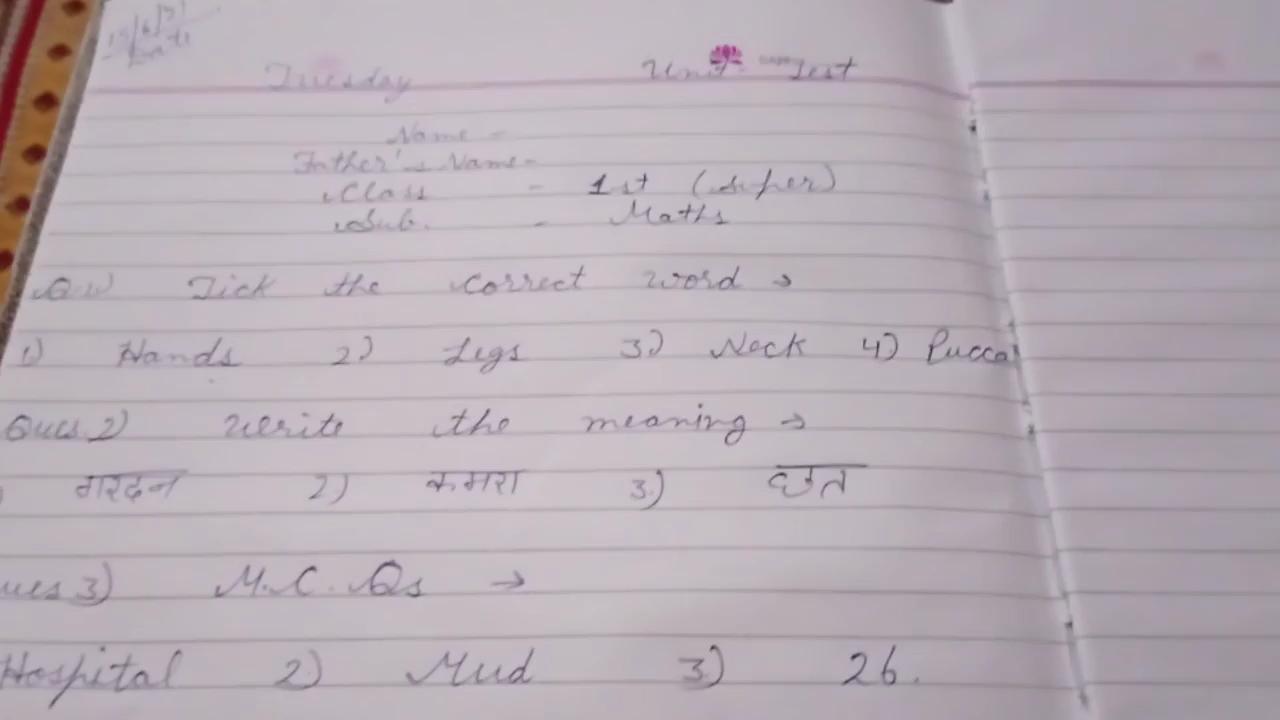 Tuesday Unit Test
Name -
Father's Name -
Class - 1st (super)
Sub. - Maths
Tick the correct word →
1) Hands 2) Legs 3) Neck 4) Pucca
Ques. 2) Write the meaning →
गरदन 2) कमरा 3) छत
ues 3) M.C.Qs →
Hospital 2) Mud 3) 26.